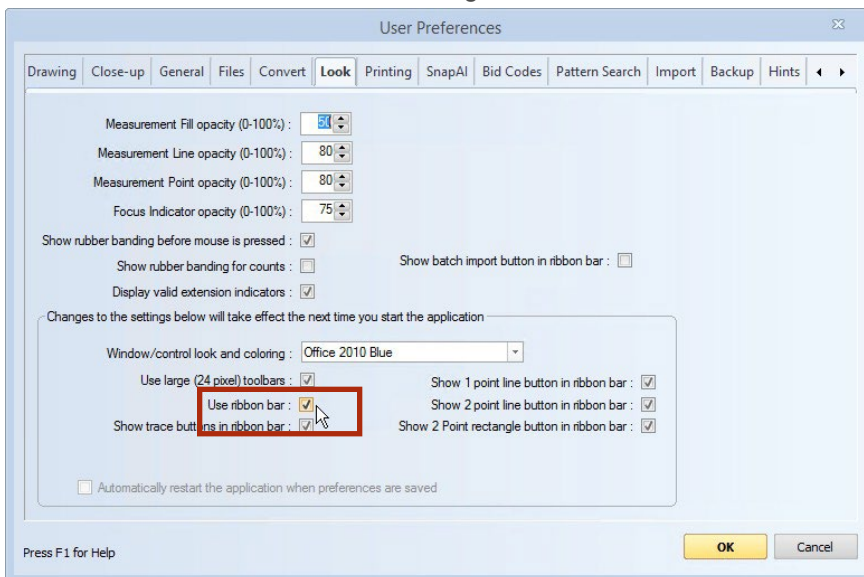 User Preferences
Drawing Close-up General Files Convert Look Printing SnapAI Bid Codes Pattern Search Import Backup Hints
Measurement Fill opacity (0-100%) : 50
Measurement Line opacity (0-100%) : 80
Measurement Point opacity (0-100%) : 80
Focus Indicator opacity (0-100%) : 75
Show rubber banding before mouse is pressed :
Show rubber banding for counts : Show batch import button in ribbon bar :
Display valid extension indicators :
Changes to the settings below will take effect the next time you start the application
Window/control look and coloring : Office 2010 Blue
Use large (24 pixel) toolbars : Show 1 point line button in ribbon bar :
Use ribbon bar : Show 2 point line button in ribbon bar :
Show trace buttons in ribbon bar : Show 2 Point rectangle button in ribbon bar :
Automatically restart the application when preferences are saved
Press F1 for Help OK Cancel